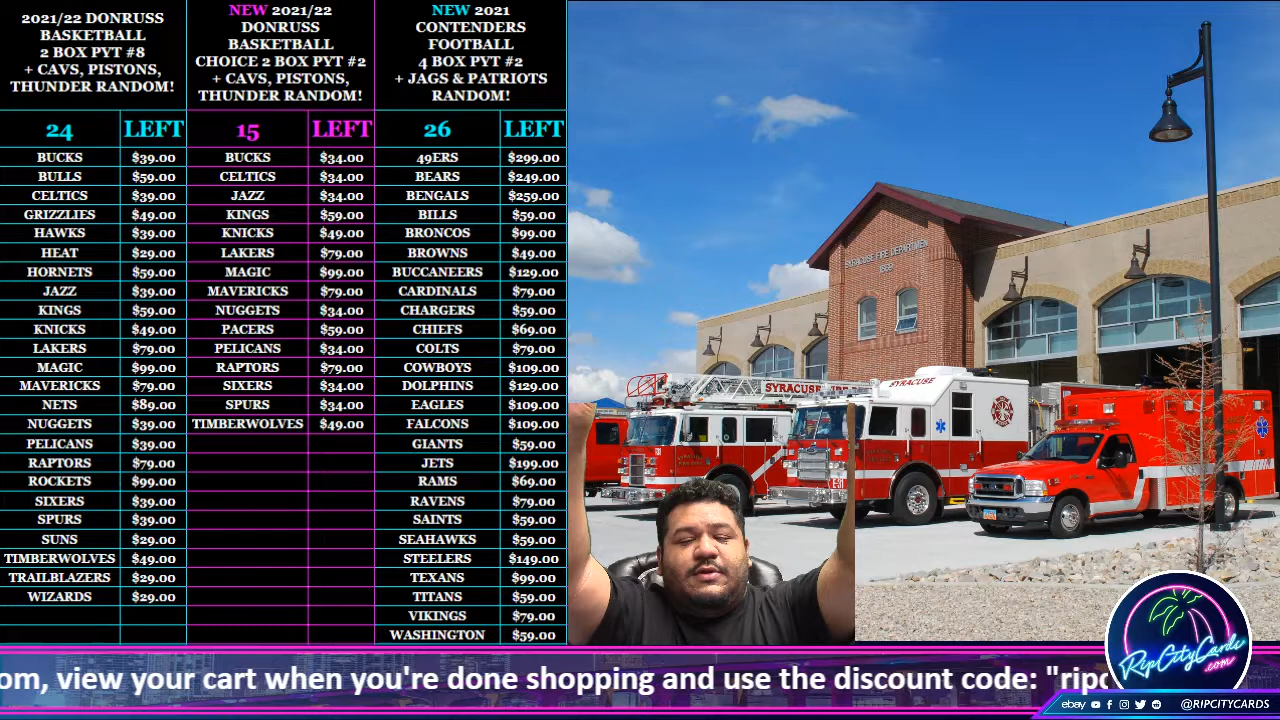 2021/22 DONRUSS
BASKETBALL
2 BOX PYT #8
+ CAVS, PISTONS,
THUNDER RANDOM!
24 LEFT
BUCKS $39.00
BULLS $59.00
CELTICS $39.00
GRIZZLIES $49.00
HAWKS $39.00
HEAT $29.00
HORNETS $59.00
JAZZ $39.00
KINGS $59.00
KNICKS $49.00
LAKERS $79.00
MAGIC $99.00
MAVERICKS $79.00
NETS $89.00
NUGGETS $39.00
PELICANS $39.00
RAPTORS $79.00
ROCKETS $99.00
SIXERS $39.00
SPURS $39.00
SUNS $29.00
TIMBERWOLVES $49.00
TRAILBLAZERS $29.00
WIZARDS $29.00
NEW 2021/22
DONRUSS
BASKETBALL
CHOICE 2 BOX PYT #2
+ CAVS, PISTONS,
THUNDER RANDOM!
15 LEFT
BUCKS $34.00
CELTICS $34.00
JAZZ $34.00
KINGS $59.00
KNICKS $49.00
LAKERS $79.00
MAGIC $99.00
MAVERICKS $79.00
NUGGETS $34.00
PACERS $59.00
PELICANS $34.00
RAPTORS $79.00
SIXERS $34.00
SPURS $34.00
TIMBERWOLVES $49.00
NEW 2021
CONTENDERS
FOOTBALL
4 BOX PYT #2
+ JAGS & PATRIOTS
RANDOM!
26 LEFT
49ERS $299.00
BEARS $249.00
BENGALS $259.00
BILLS $59.00
BRONCOS $99.00
BROWNS $49.00
BUCCANEERS $129.00
CARDINALS $79.00
CHARGERS $59.00
CHIEFS $69.00
COLTS $79.00
COWBOYS $109.00
DOLPHINS $129.00
EAGLES $109.00
FALCONS $109.00
GIANTS $59.00
JETS $199.00
RAMS $69.00
RAVENS $79.00
SAINTS $59.00
SEAHAWKS $59.00
STEELERS $149.00
TEXANS $99.00
TITANS $59.00
VIKINGS $79.00
WASHINGTON $59.00
SYRACUSE FIRE DEPARTMEN
SYRACUSE FIRE
SYRACUSE
E-31
RipCityCards
.com
om, view your cart when you're done shopping and use the discount code: "ripc
ebay @RIPCITYCARDS